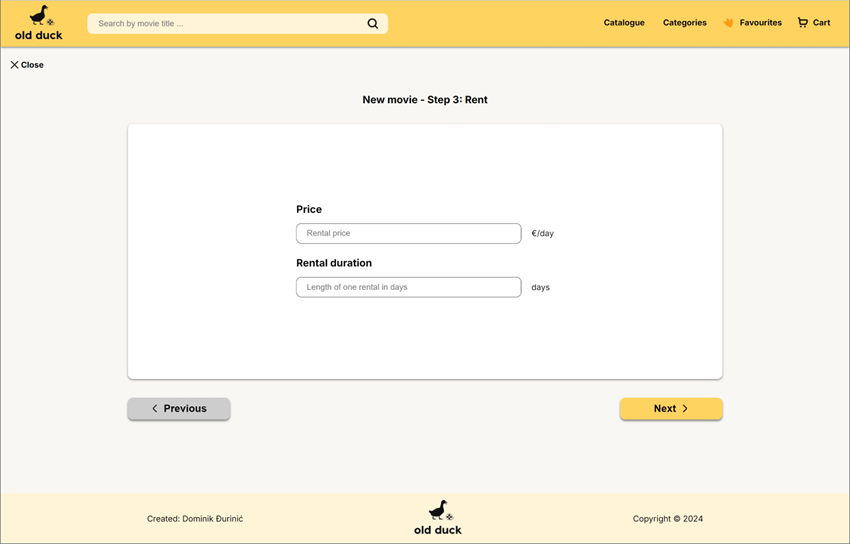 old duck
Search by movie title ...
Catalogue
Categories
Favourites
Cart
Close
New movie - Step 3: Rent
Price
Rental price
€/day
Rental duration
Length of one rental in days
days
Previous
Next
Created: Dominik Đurinić
old duck
Copyright © 2024